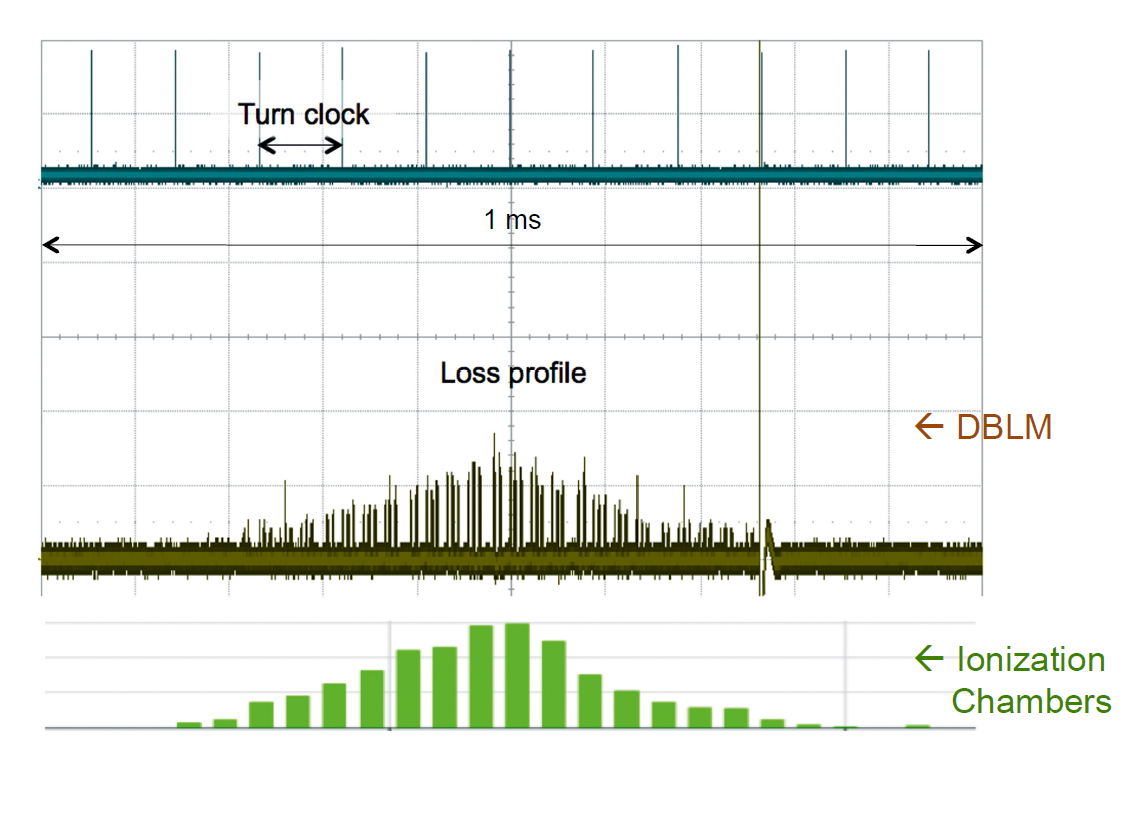 Turn clock
1 ms
Loss profile
← DBLM
← Ionization
Chambers